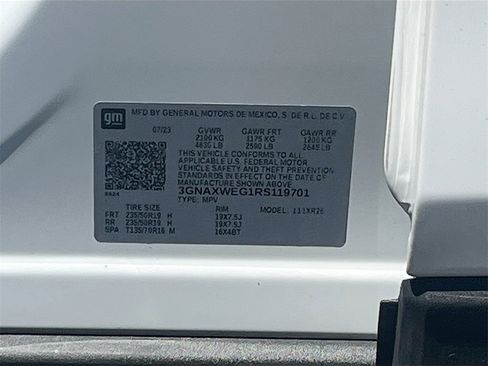 gm MFD BY GENERAL MOTORS DE MEXICO, S. DE R.L. DE C.V.
07/23 GVWR GAWR FRT GAWR RR
2100 KG 1175 KG 1200 KG
4630 LB 2590 LB 2645 LB
THIS VEHICLE CONFORMS TO ALL
APPLICABLE U.S. FEDERAL MOTOR
VEHICLE SAFETY AND THEFT PREVENTION
STANDARDS IN EFFECT ON THE DATE OF
MANUFACTURE SHOWN ABOVE.
3GNAXWEG1RS119701
TYPE: MPV
TIRE SIZE RIM MODEL: 111XR26
FRT 235/50R19 H 19X7.5J
RR 235/50R19 H 19X7.5J
SPA T135/70R16 M 16X4BT